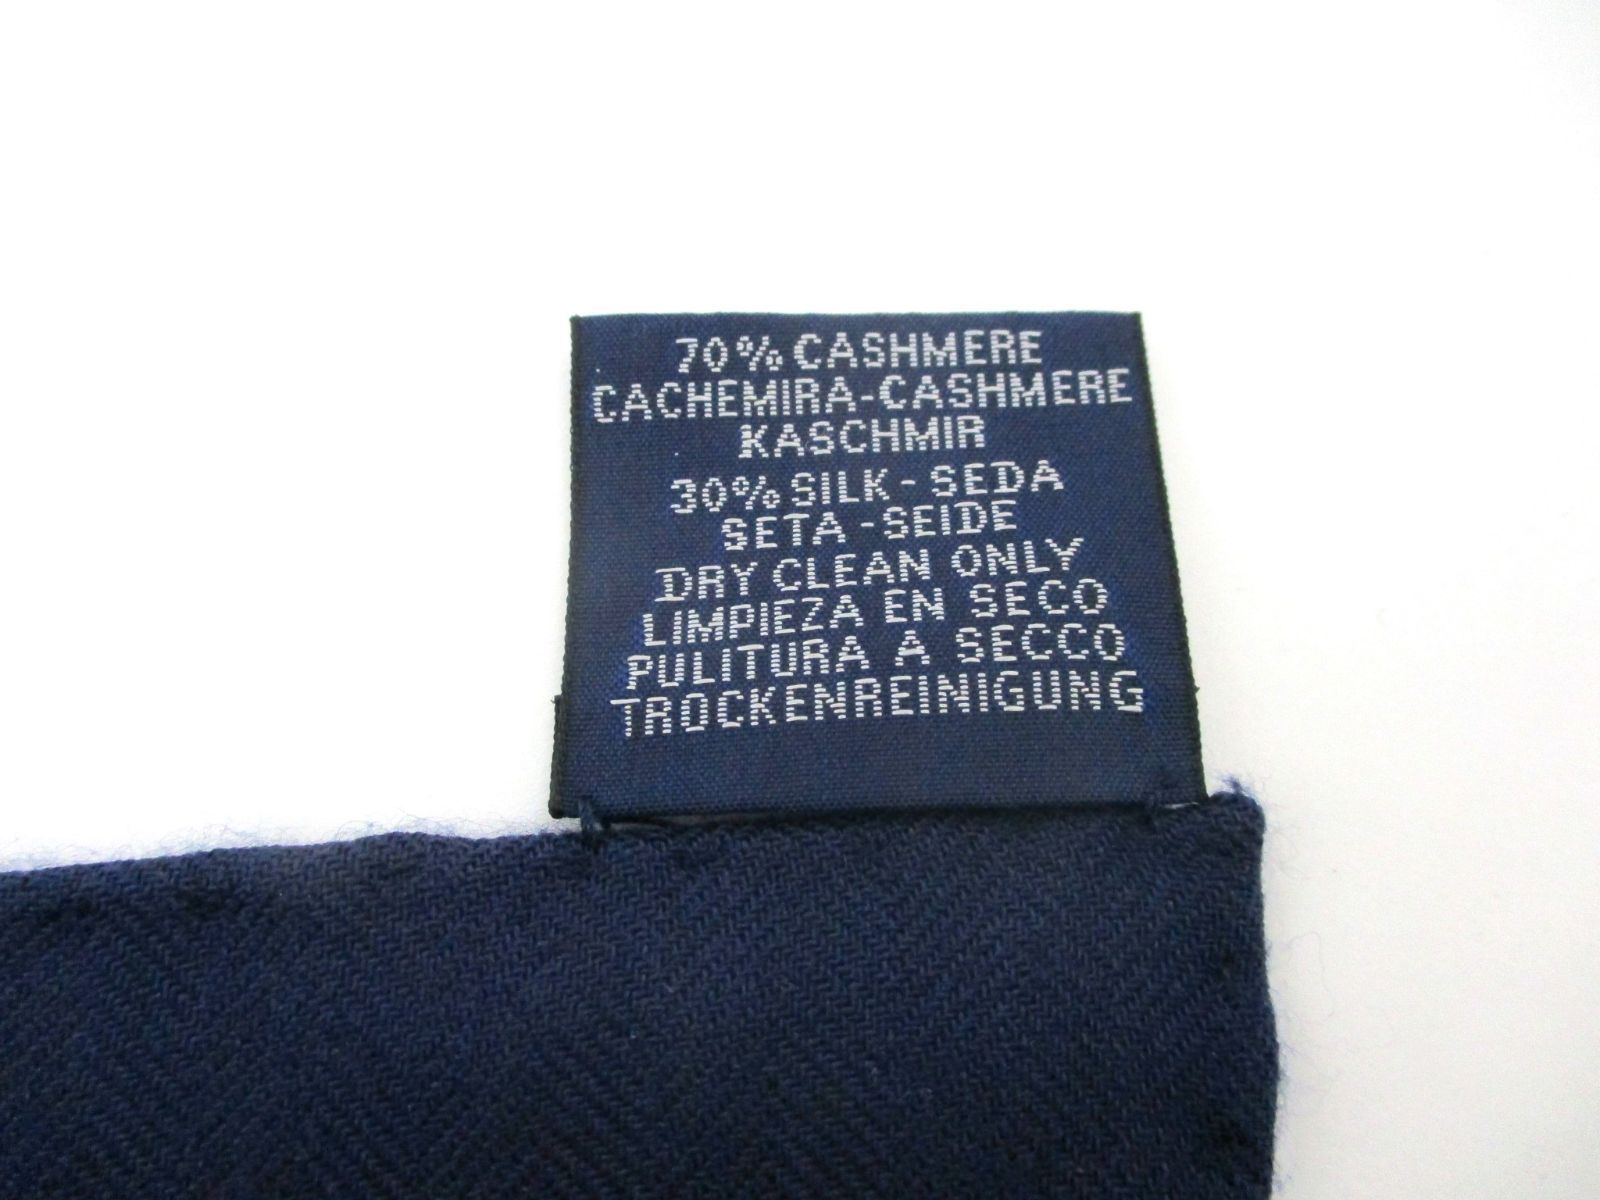 70% CASHMERE
CACHEMIRA-CASHMERE
KASCHMIR
30% SILK - SEDA
SETA - SEIDE
DRY CLEAN ONLY
LIMPIEZA EN SECO
PULITURA A SECCO
TROCKENREINIGUNG